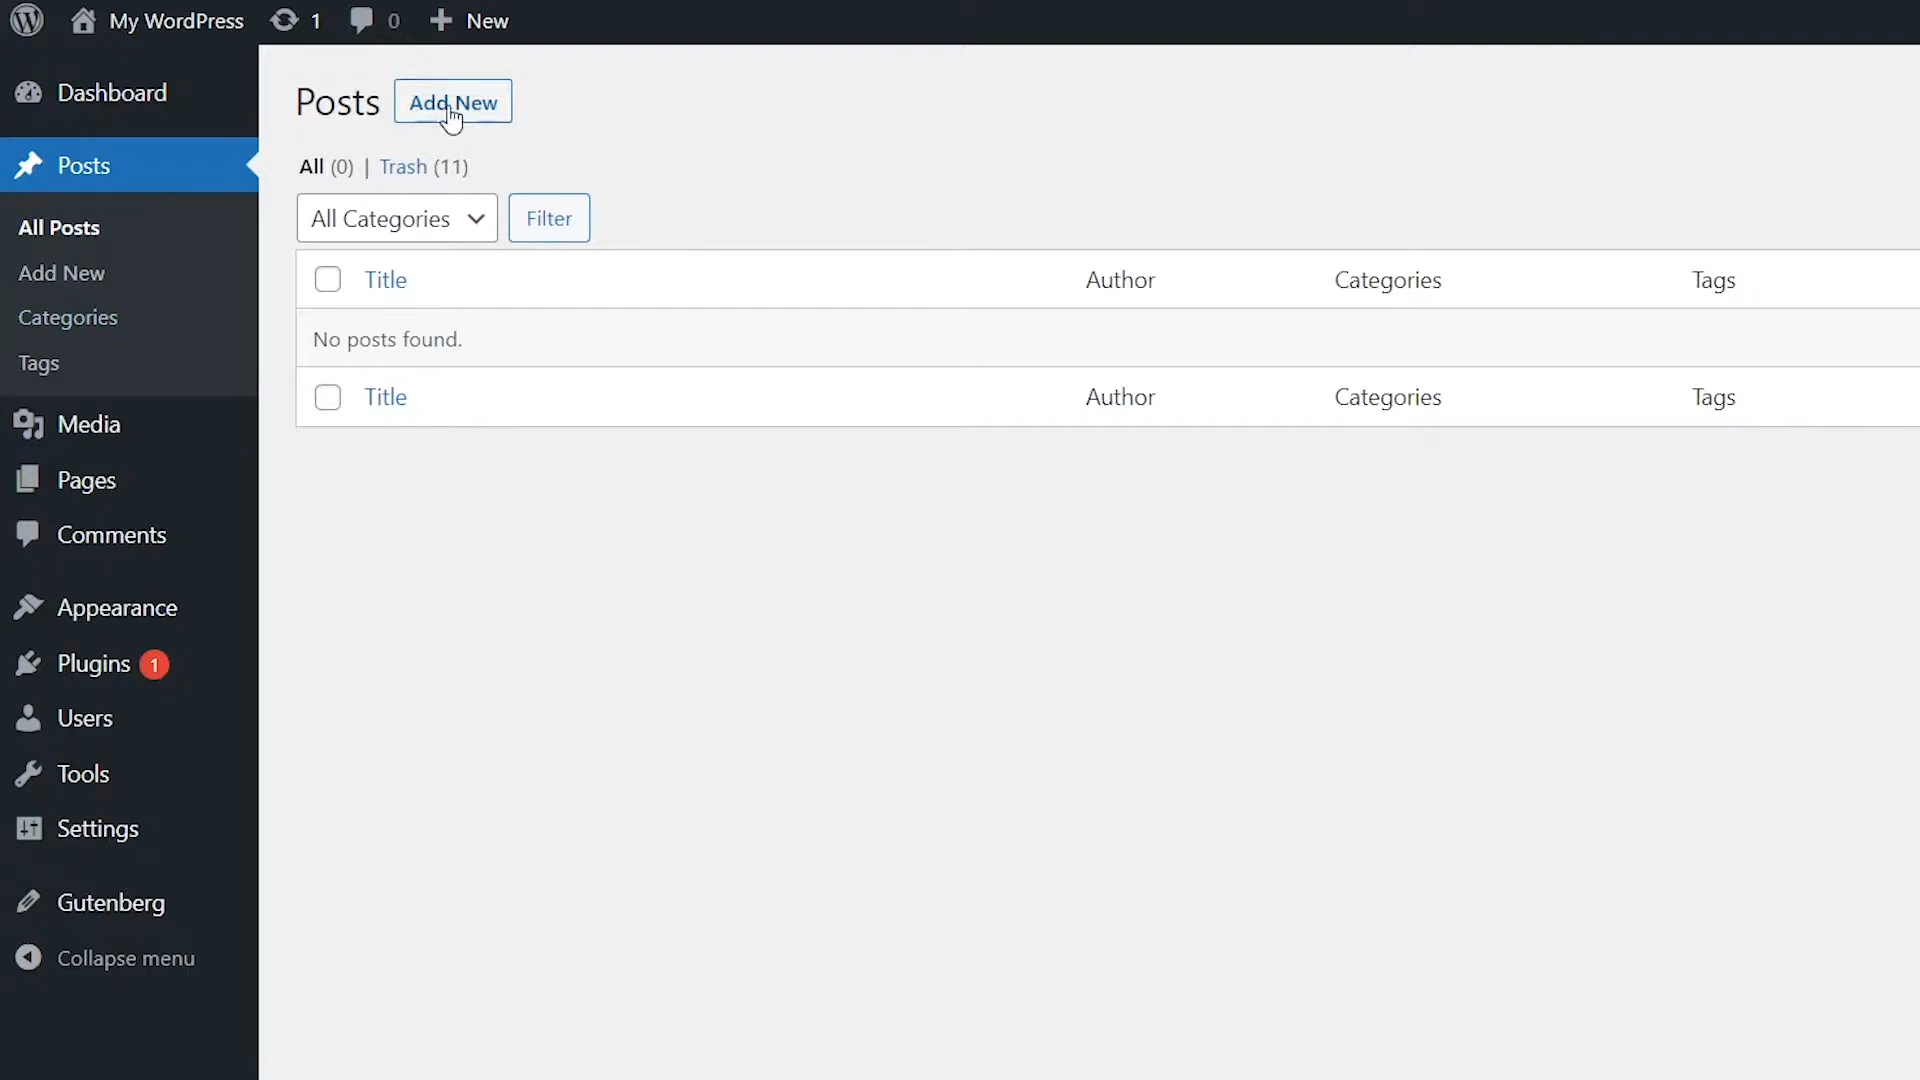 My WordPress 1 0 New
Dashboard
Posts
All Posts
Add New
Categories
Tags
Media
Pages
Comments
Appearance
Plugins 1
Users
Tools
Settings
Gutenberg
Collapse menu
Posts Add New
All (0) | Trash (11)
All Categories Filter
Title Author Categories Tags
No posts found.
Title Author Categories Tags